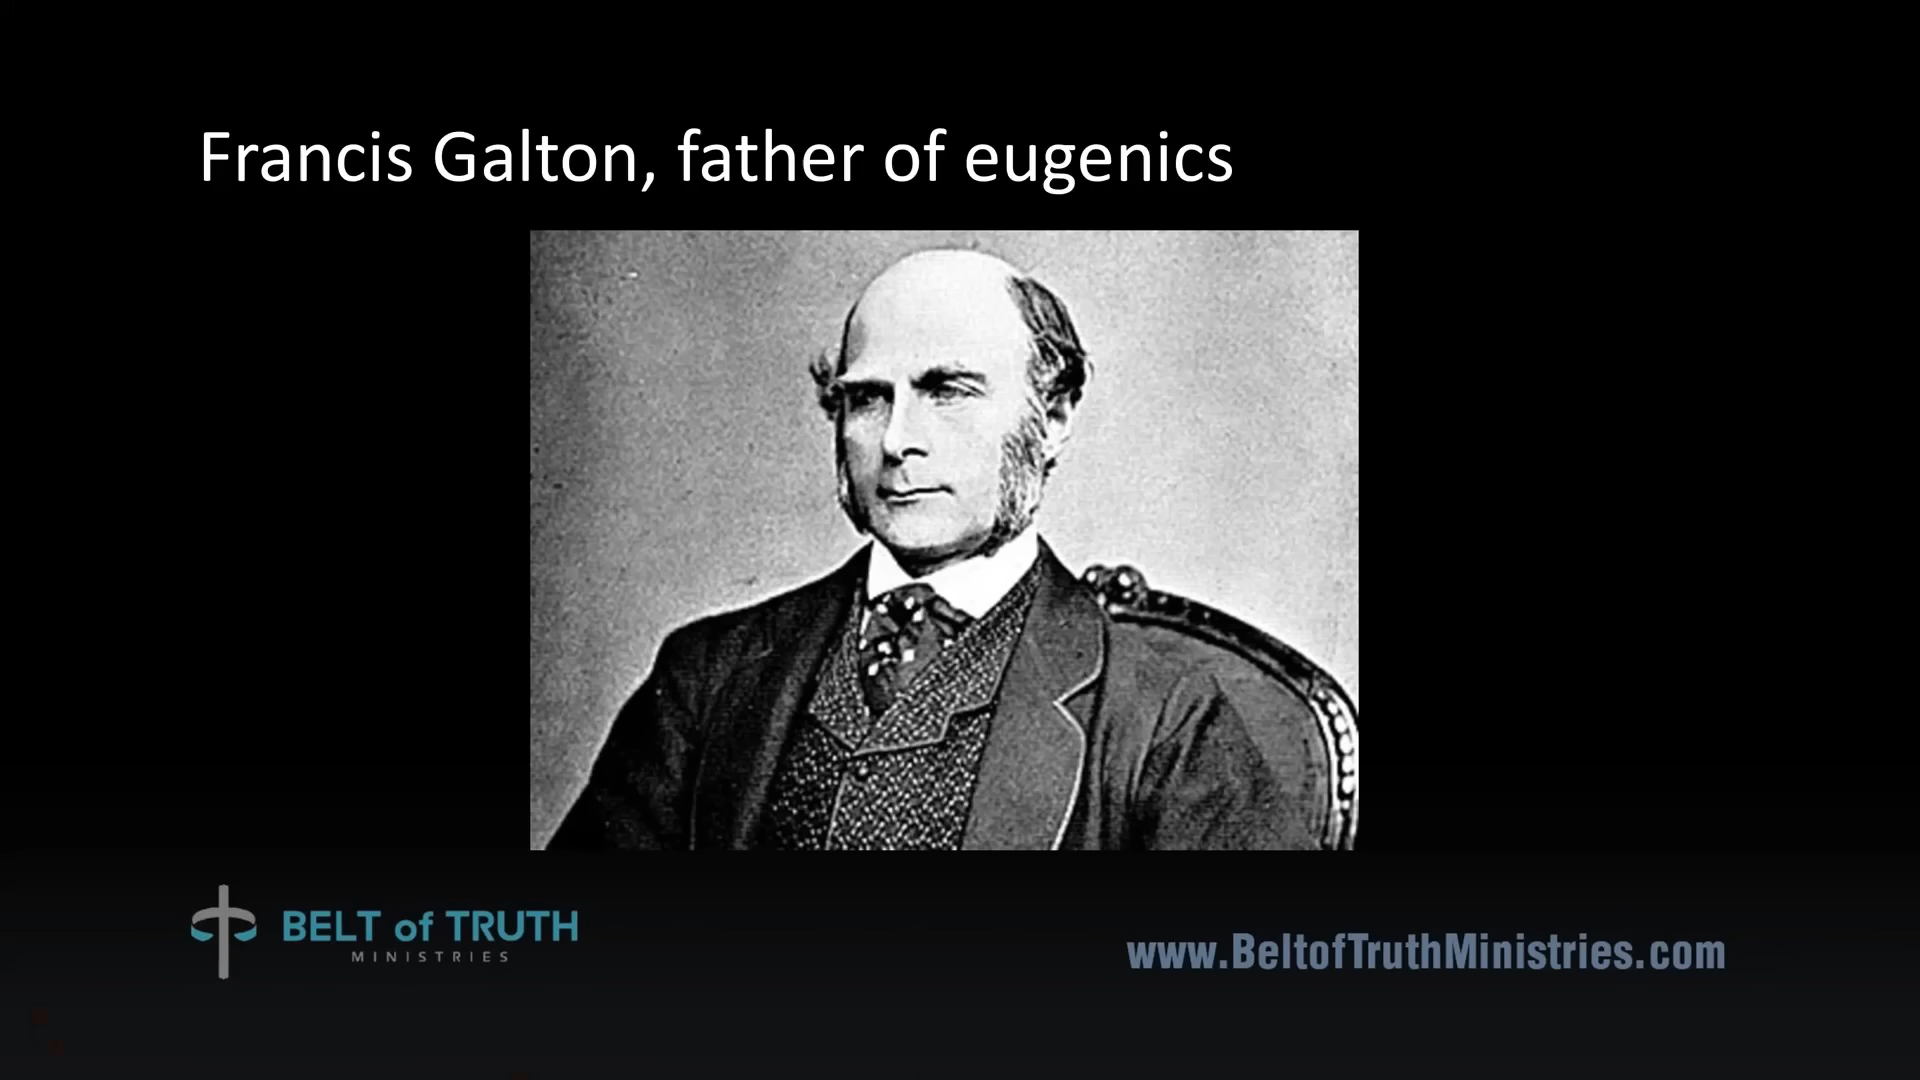 Francis Galton, father of eugenics
BELT of TRUTH
MINISTRIES
www.BeltofTruthMinistries.com